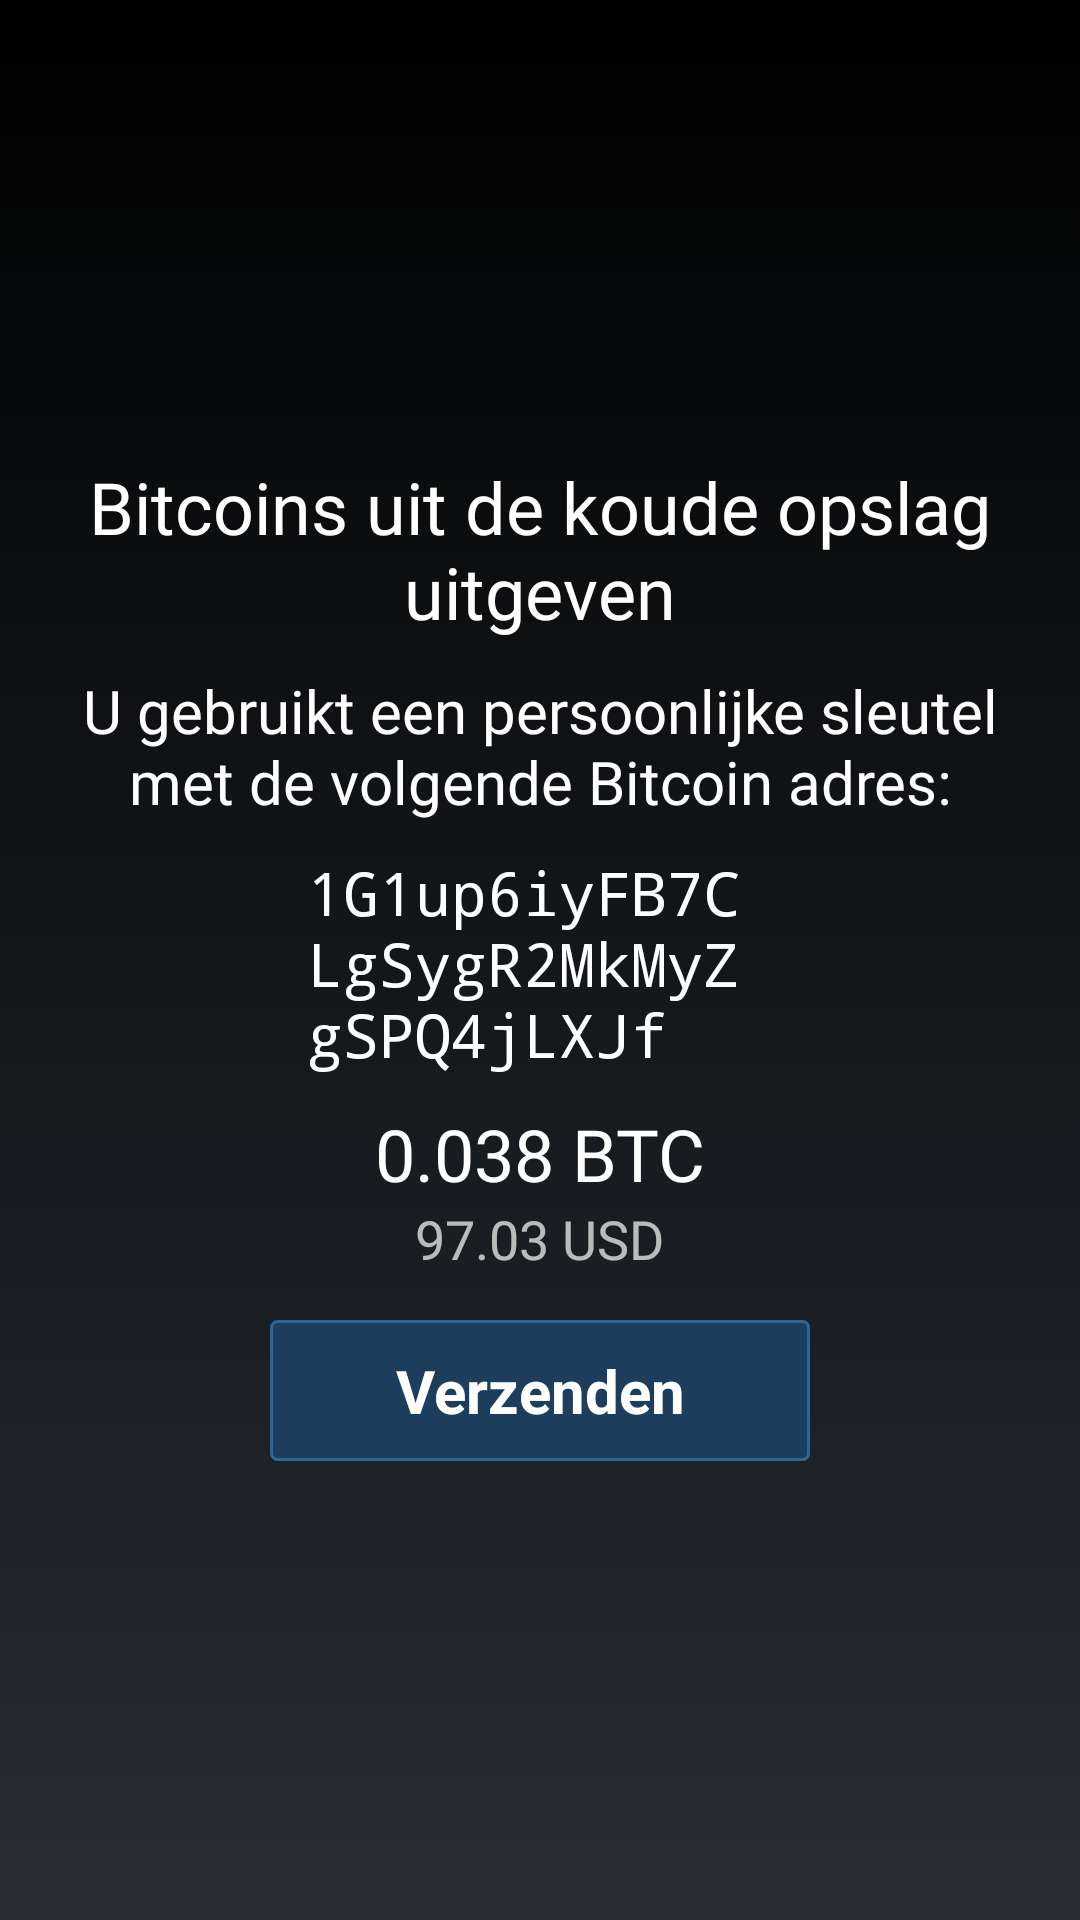 Bitcoins uit de koude opslag
uitgeven
U gebruikt een persoonlijke sleutel
met de volgende Bitcoin adres:
1G1up6iyFB7C
LgSygR2MkMyZ
gSPQ4jLXJf
0.038 BTC
97.03 USD
Verzenden